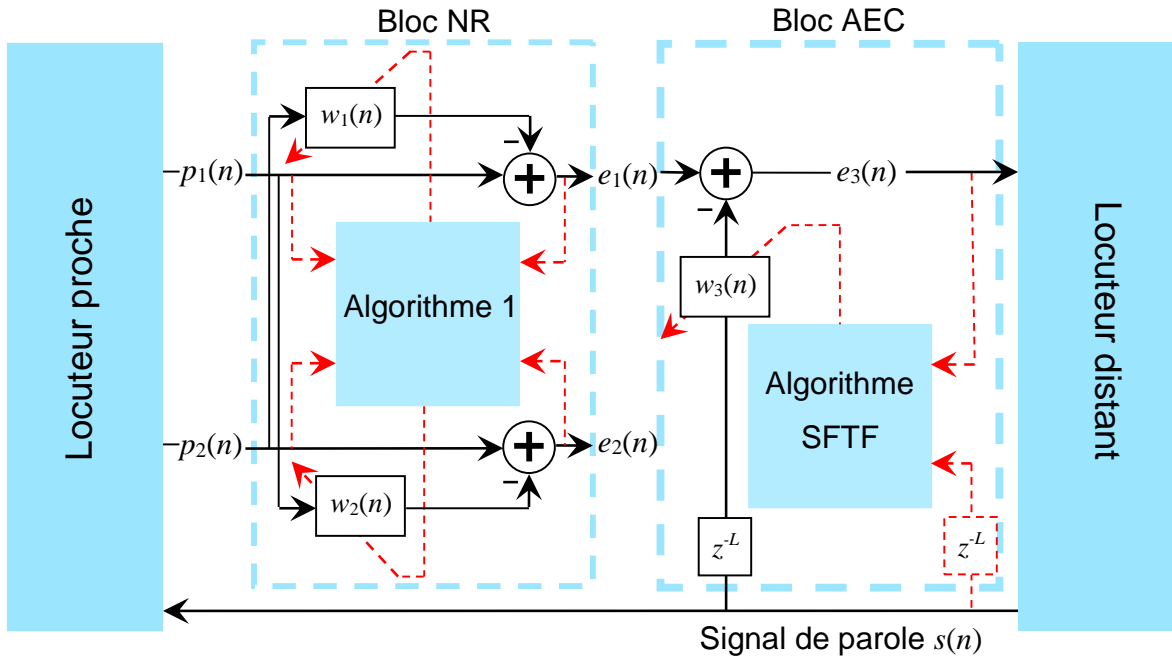 Bloc NR
Bloc AEC
Locuteur proche
w₁(n)
−
p₁(n)
+
e₁(n)
+
e₃(n)
−
Algorithme 1
w₃(n)
Algorithme
SFTF
p₂(n)
+
e₂(n)
−
w₂(n)
z⁻ᴸ
z⁻ᴸ
Signal de parole s(n)
Locuteur distant